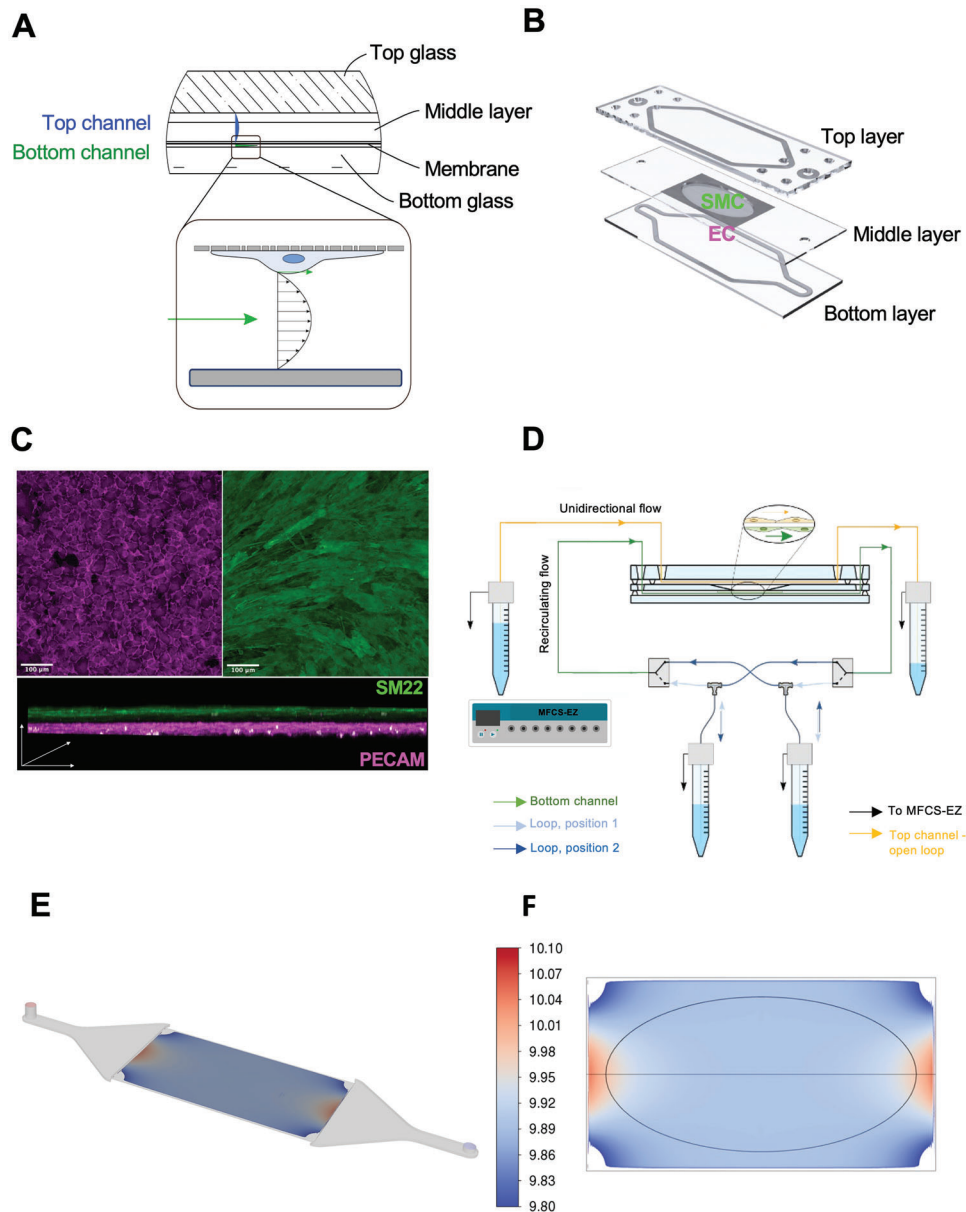 A
Top glass
Top channel
Middle layer
Bottom channel
Membrane
Bottom glass
B
Top layer
SMC
EC
Middle layer
Bottom layer
C
100 µm
100 µm
SM22
PECAM
D
Unidirectional flow
Recirculating flow
MFCS-EZ
Bottom channel
Loop, position 1
Loop, position 2
To MFCS-EZ
Top channel -
open loop
E
F
10.10
10.07
10.04
10.01
9.98
9.95
9.92
9.89
9.86
9.83
9.80